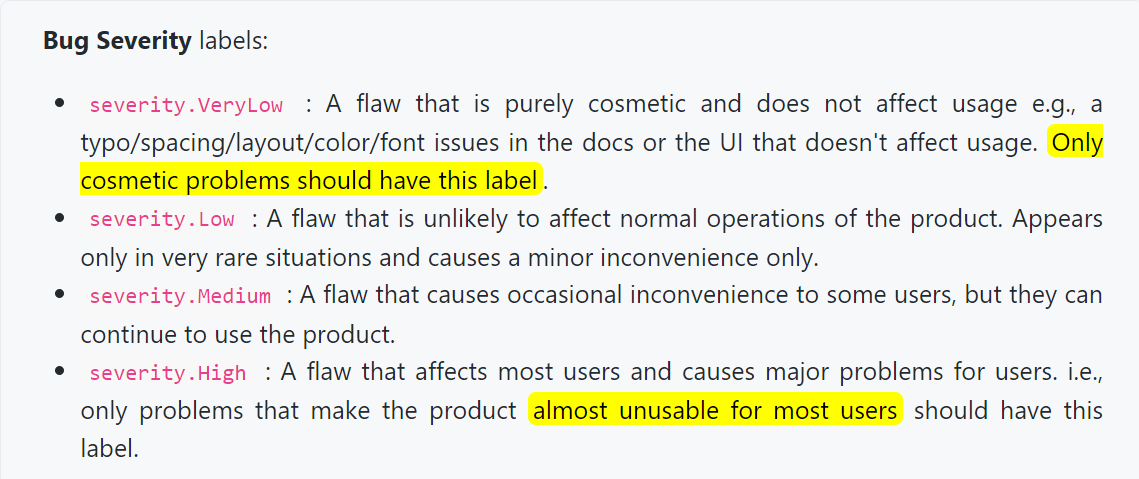 Bug Severity labels:
• severity.VeryLow : A flaw that is purely cosmetic and does not affect usage e.g., a
typo/spacing/layout/color/font issues in the docs or the UI that doesn't affect usage. Only
cosmetic problems should have this label.
• severity.Low : A flaw that is unlikely to affect normal operations of the product. Appears
only in very rare situations and causes a minor inconvenience only.
• severity.Medium : A flaw that causes occasional inconvenience to some users, but they can
continue to use the product.
• severity.High : A flaw that affects most users and causes major problems for users. i.e.,
only problems that make the product almost unusable for most users should have this
label.